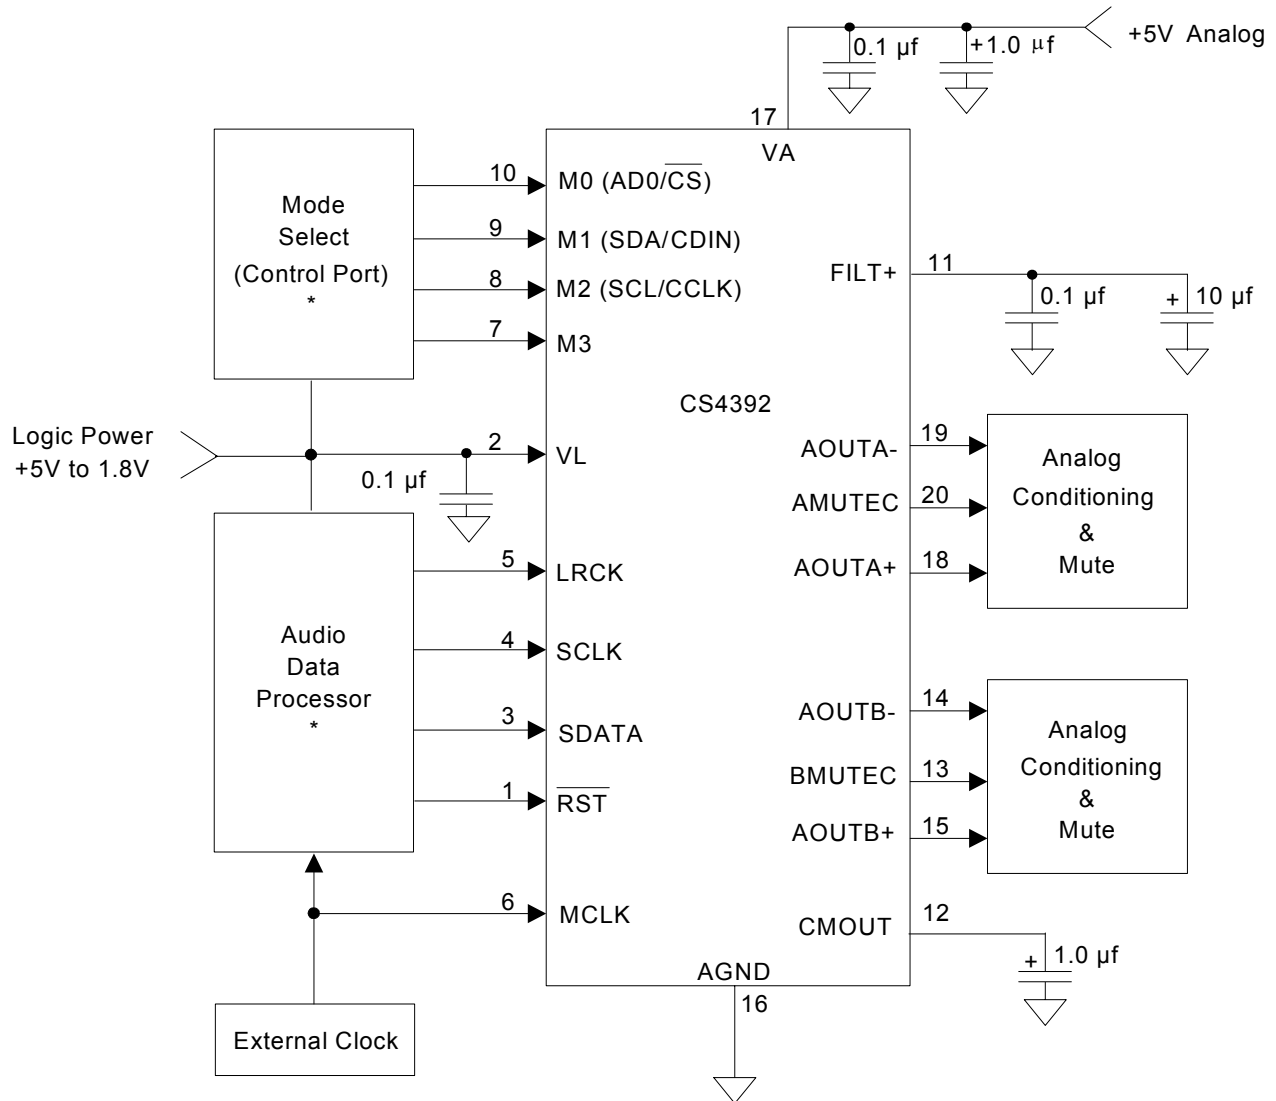 +5V Analog
0.1 µf
+1.0 µf
17
VA
Mode
Select
(Control Port)
*
10
M0 (AD0/C̅S̅)
9
M1 (SDA/CDIN)
8
M2 (SCL/CCLK)
7
M3
FILT+
11
0.1 µf
+ 10 µf
CS4392
Logic Power
+5V to 1.8V
2
VL
0.1 µf
AOUTA-
19
AMUTEC
20
AOUTA+
18
Analog
Conditioning
&
Mute
Audio
Data
Processor
*
5
LRCK
4
SCLK
3
SDATA
1
R̅S̅T̅
AOUTB-
14
BMUTEC
13
AOUTB+
15
Analog
Conditioning
&
Mute
6
MCLK
CMOUT
12
+ 1.0 µf
AGND
16
External Clock